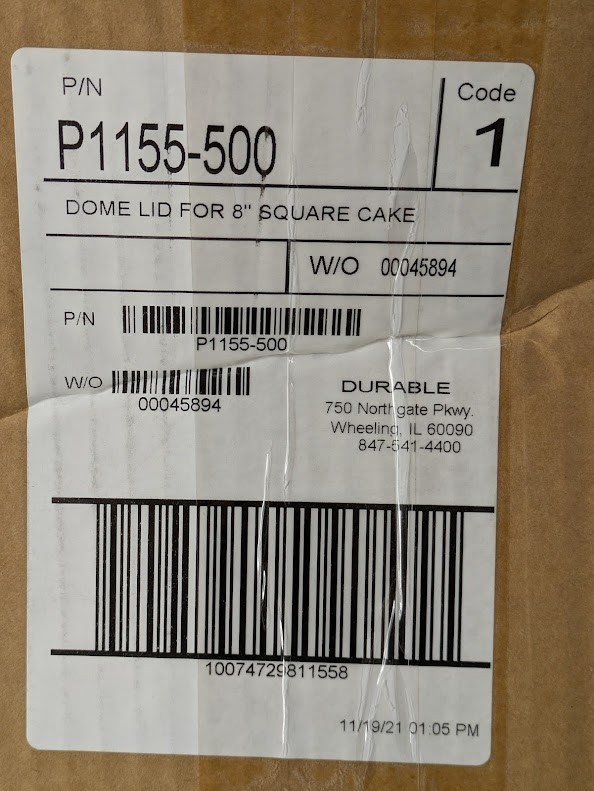 P/N
Code
P1155-500
1
DOME LID FOR 8" SQUARE CAKE
W/O 00045894
P/N
P1155-500
W/O
00045894
DURABLE
750 Northgate Pkwy.
Wheeling, IL 60090
847-541-4400
10074729811558
11/19/21 01:05 PM